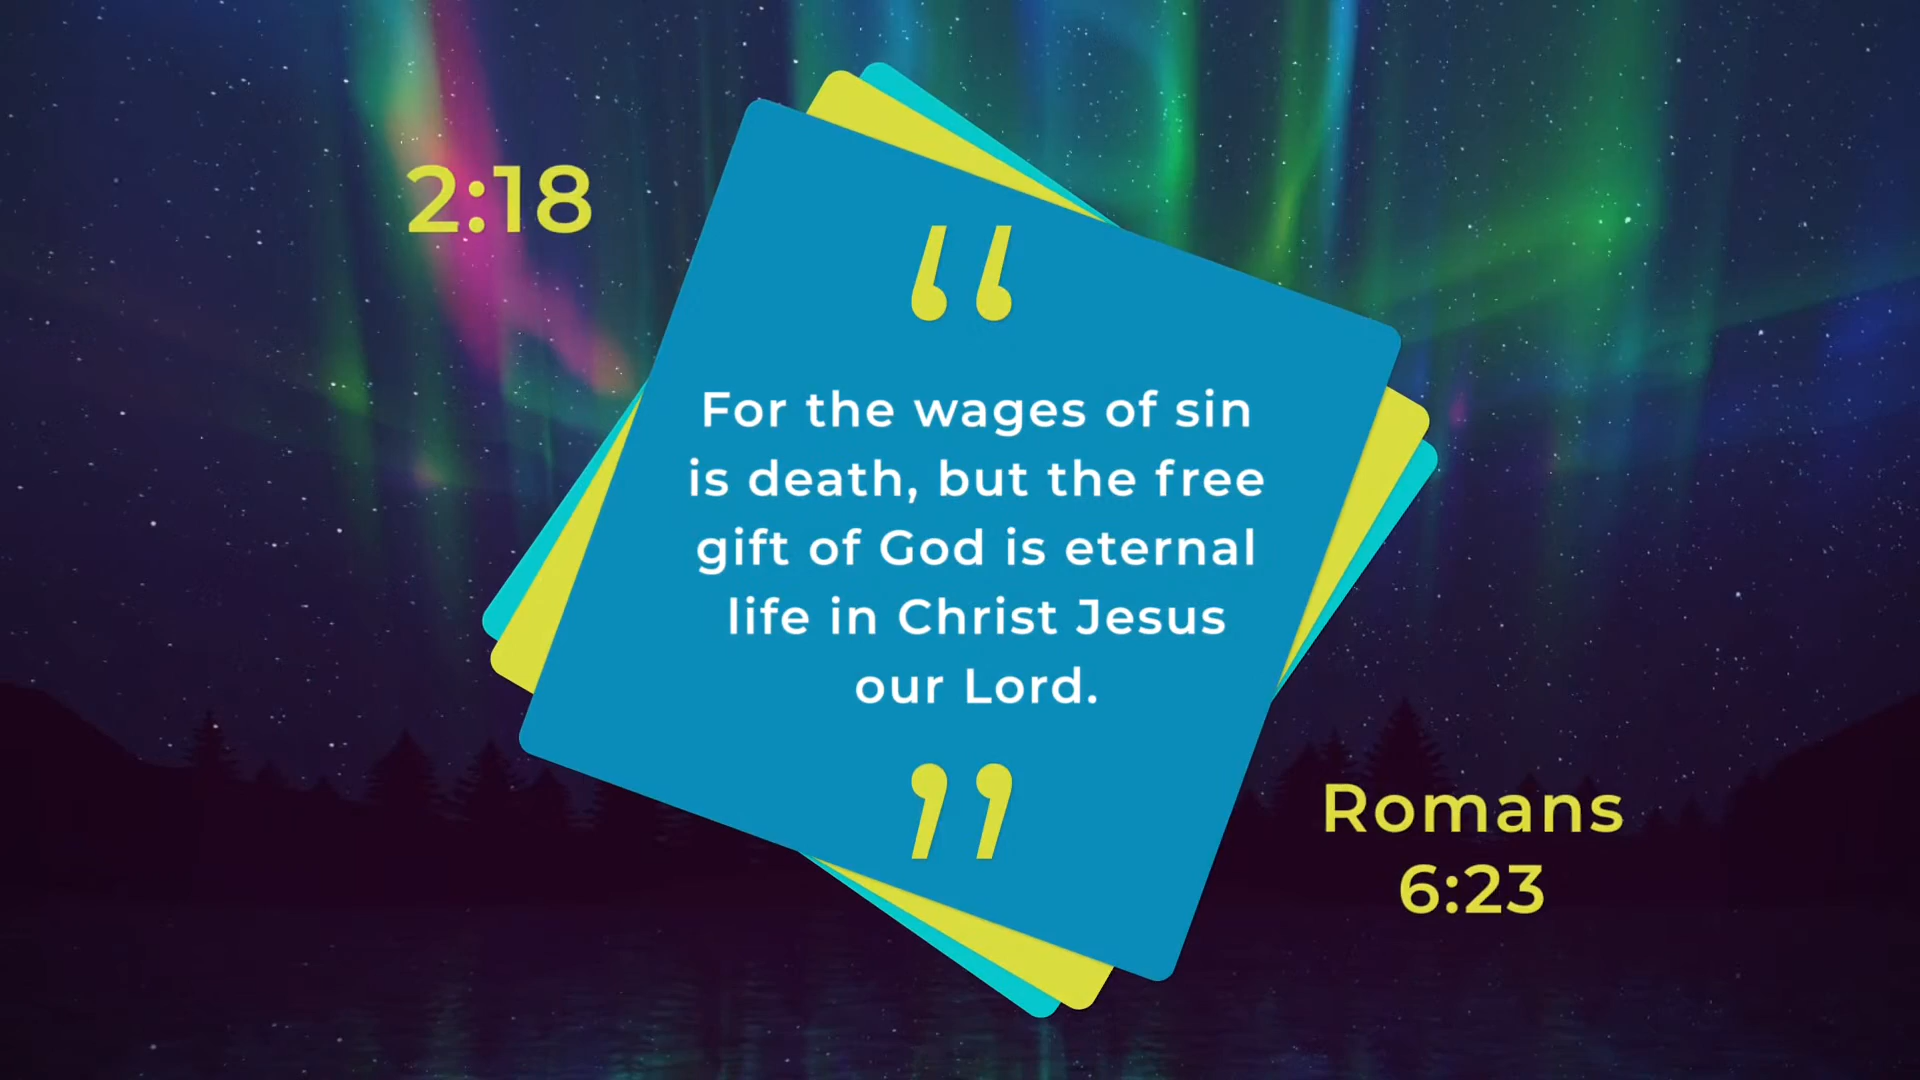 2:18
“
For the wages of sin
is death, but the free
gift of God is eternal
life in Christ Jesus
our Lord.
”
Romans
6:23